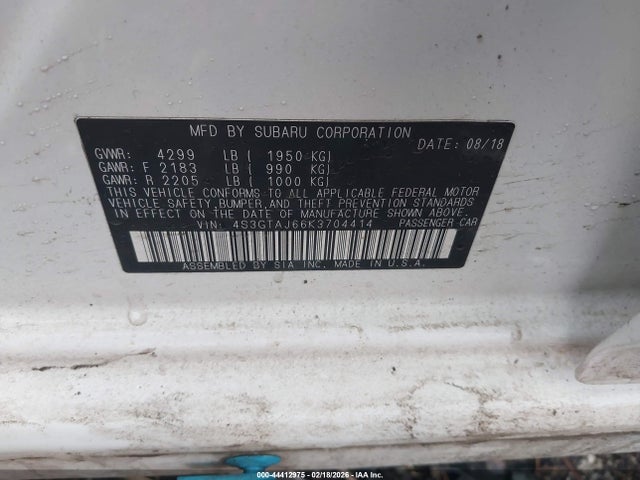 MFD BY SUBARU CORPORATION
DATE: 08/18
GVWR: 4299 LB ( 1950 KG)
GAWR: F 2183 LB ( 990 KG)
GAWR: R 2205 LB ( 1000 KG)
THIS VEHICLE CONFORMS TO ALL APPLICABLE FEDERAL MOTOR
VEHICLE SAFETY, BUMPER, AND THEFT PREVENTION STANDARDS
IN EFFECT ON THE DATE OF MANUFACTURE SHOWN ABOVE.
VIN: 4S3GTAJ66K3704414 PASSENGER CAR
ASSEMBLED BY SIA INC. MADE IN U.S.A.
000-44412975 | 02/18/2026 - © IAA Inc.